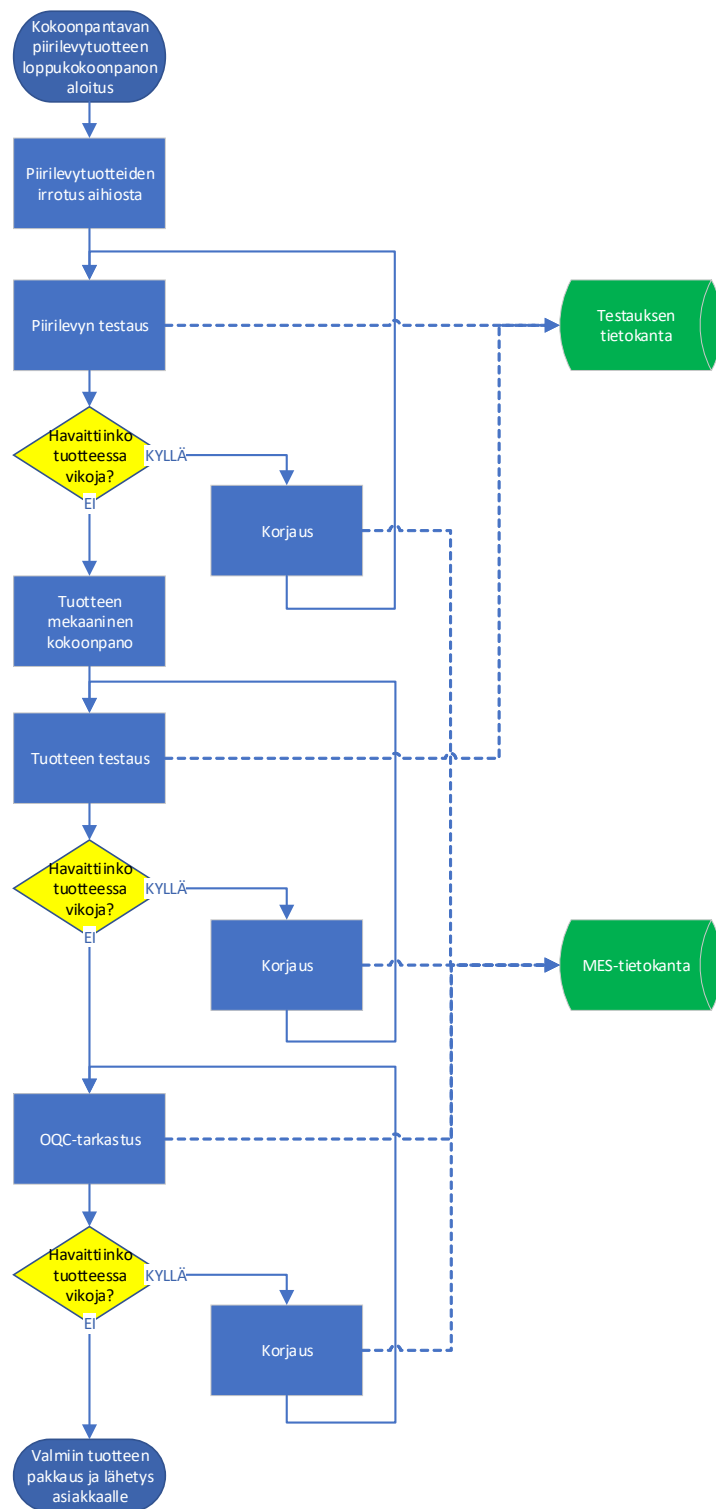 Kokoonpantavan
piirilevytuotteen
loppukokoonpanon
aloitus
Piirilevytuotteiden
irrotus aihiosta
Piirilevyn testaus
Testauksen
tietokanta
Havaittiinko
tuotteessa
vikoja?
KYLLÄ
EI
Korjaus
Tuotteen
mekaaninen
kokoonpano
Tuotteen testaus
Havaittiinko
tuotteessa
vikoja?
KYLLÄ
EI
Korjaus
MES-tietokanta
OQC-tarkastus
Havaittiinko
tuotteessa
vikoja?
KYLLÄ
EI
Korjaus
Valmiin tuotteen
pakkaus ja lähetys
asiakkaalle